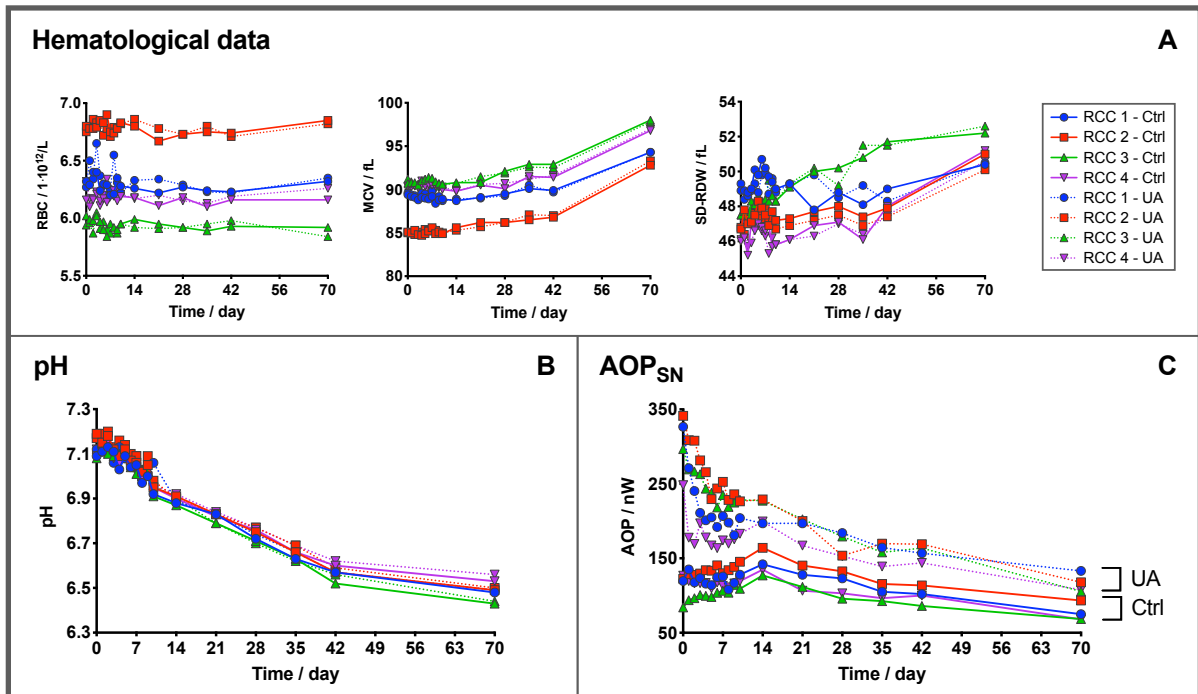 Hematological data
A
RBC / 1·10¹²/L
7.0
6.5
6.0
5.5
0 14 28 42 56 70
Time / day
MCV / fL
100
95
90
85
80
0 14 28 42 56 70
Time / day
SD-RDW / fL
54
52
50
48
46
44
0 14 28 42 56 70
Time / day
RCC 1 - Ctrl
RCC 2 - Ctrl
RCC 3 - Ctrl
RCC 4 - Ctrl
RCC 1 - UA
RCC 2 - UA
RCC 3 - UA
RCC 4 - UA
pH
B
pH
7.3
7.1
6.9
6.7
6.5
6.3
0 7 14 21 28 35 42 49 56 63 70
Time / day
AOPSN
C
AOP / nW
350
250
150
50
0 7 14 21 28 35 42 49 56 63 70
Time / day
UA
Ctrl